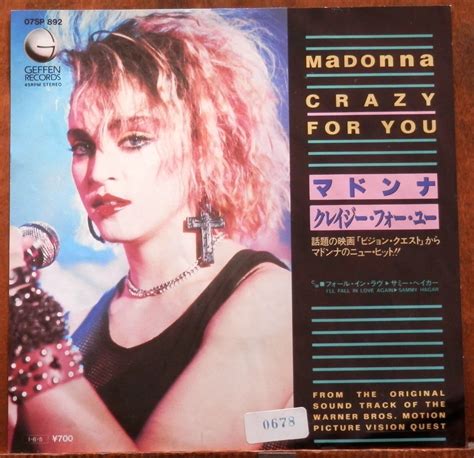 07SP 892
GEFFEN
RECORDS
45RPM STEREO
MaDONNa
CRAZY
FOR YOU
マドンナ
クレイジー・フォー・ユー
話題の映画「ビジョン・クエスト」から
マドンナのニュー・ヒット!!
フォール・イン・ラヴ▶サミー・ヘイガー
I'LL FALL IN LOVE AGAIN▶SAMMY HAGAR
FROM THE ORIGINAL
SOUND TRACK OF THE
WARNER BROS. MOTION
PICTURE VISION QUEST
0678
¥700